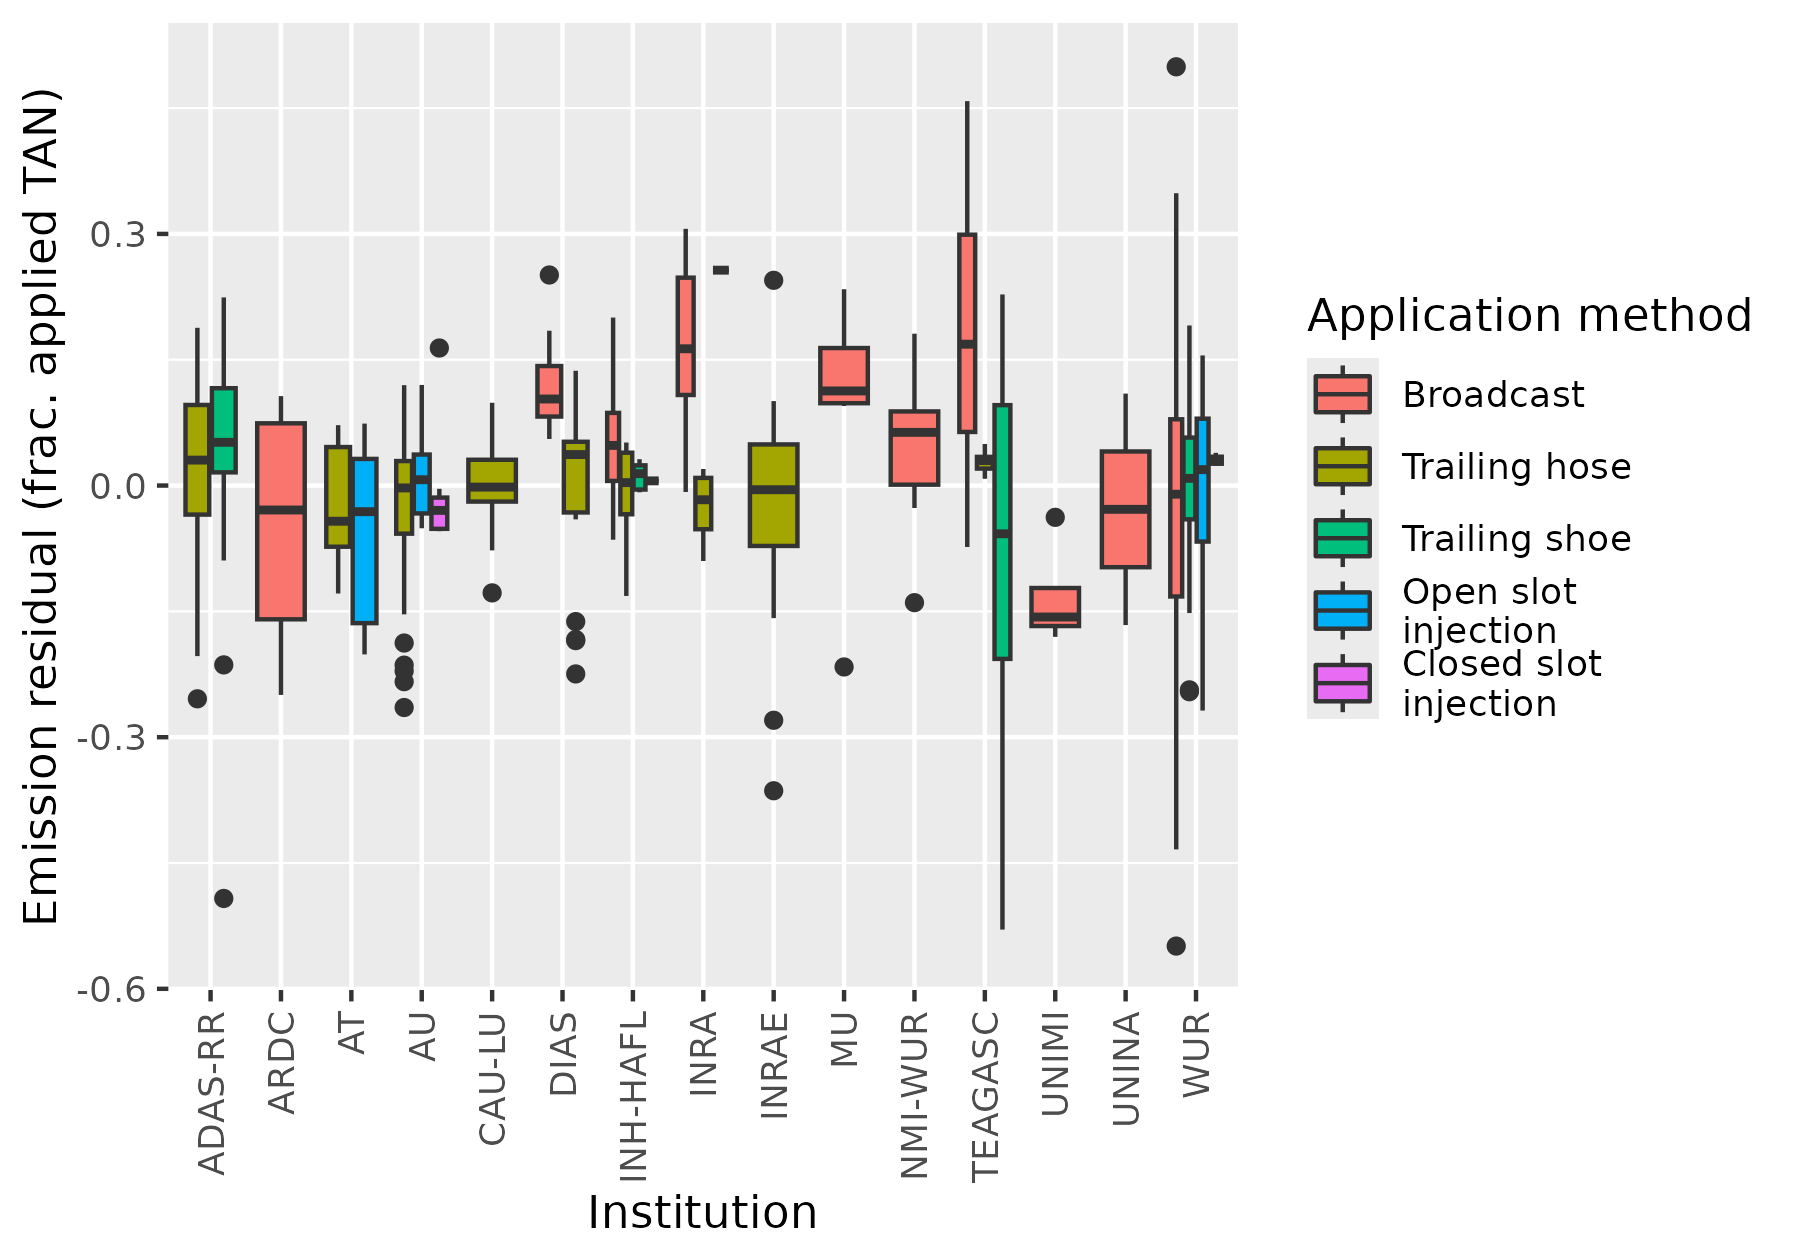 Emission residual (frac. applied TAN)
0.3
0.0
-0.3
-0.6
ADAS-RR
ARDC
AT
AU
CAU-LU
DIAS
INH-HAFL
INRA
INRAE
MU
NMI-WUR
TEAGASC
UNIMI
UNINA
WUR
Institution
Application method
Broadcast
Trailing hose
Trailing shoe
Open slot
injection
Closed slot
injection